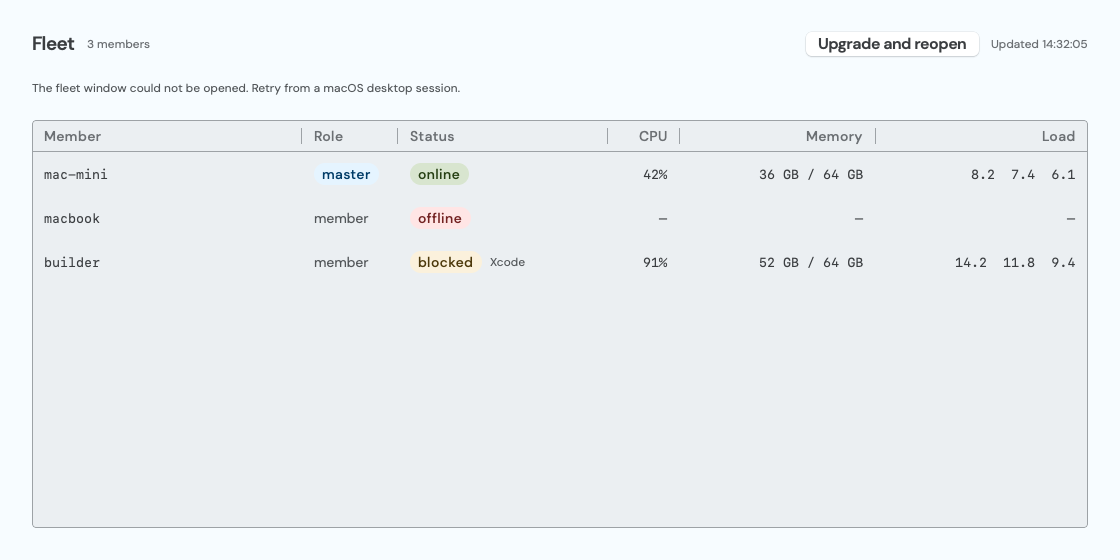 Fleet 3 members Upgrade and reopen Updated 14:32:05
The fleet window could not be opened. Retry from a macOS desktop session.
Member Role Status CPU Memory Load
mac-mini master online 42% 36 GB / 64 GB 8.2 7.4 6.1
macbook member offline — — —
builder member blocked Xcode 91% 52 GB / 64 GB 14.2 11.8 9.4